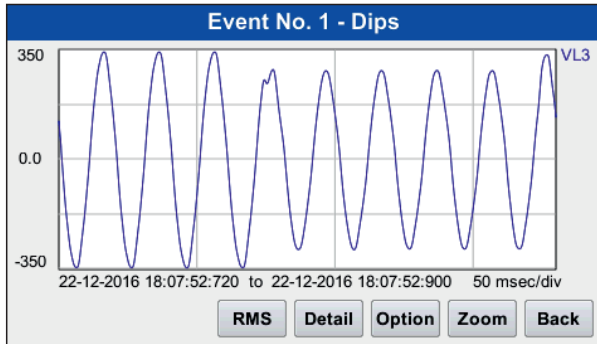 Event No. 1 - Dips
350
VL3
0.0
-350
22-12-2016 18:07:52:720 to 22-12-2016 18:07:52:900 50 msec/div
RMS Detail Option Zoom Back